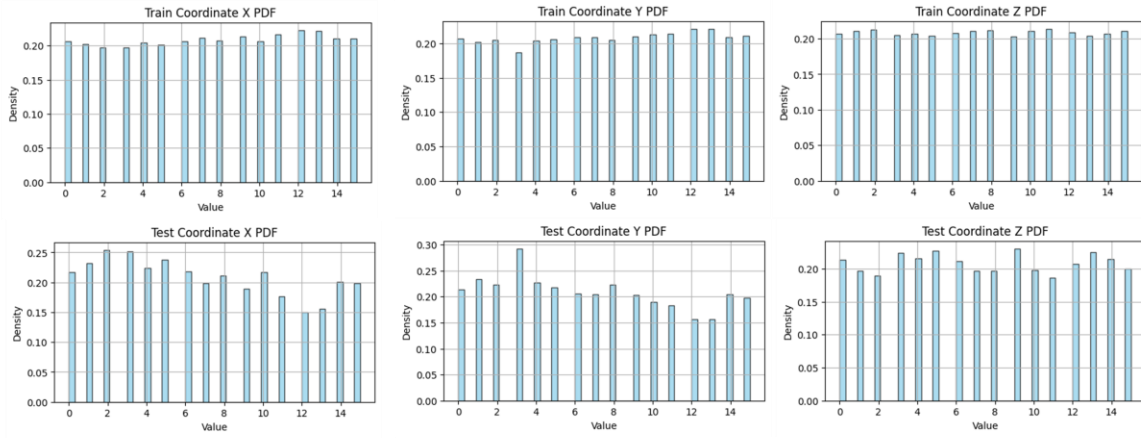 Train Coordinate X PDF
Density
0.20
0.15
0.10
0.05
0.00
0 2 4 6 8 10 12 14
Value
Train Coordinate Y PDF
Density
0.20
0.15
0.10
0.05
0.00
0 2 4 6 8 10 12 14
Value
Train Coordinate Z PDF
Density
0.20
0.15
0.10
0.05
0.00
0 2 4 6 8 10 12 14
Value
Test Coordinate X PDF
Density
0.25
0.20
0.15
0.10
0.05
0.00
0 2 4 6 8 10 12 14
Value
Test Coordinate Y PDF
Density
0.30
0.25
0.20
0.15
0.10
0.05
0.00
0 2 4 6 8 10 12 14
Value
Test Coordinate Z PDF
Density
0.20
0.15
0.10
0.05
0.00
0 2 4 6 8 10 12 14
Value